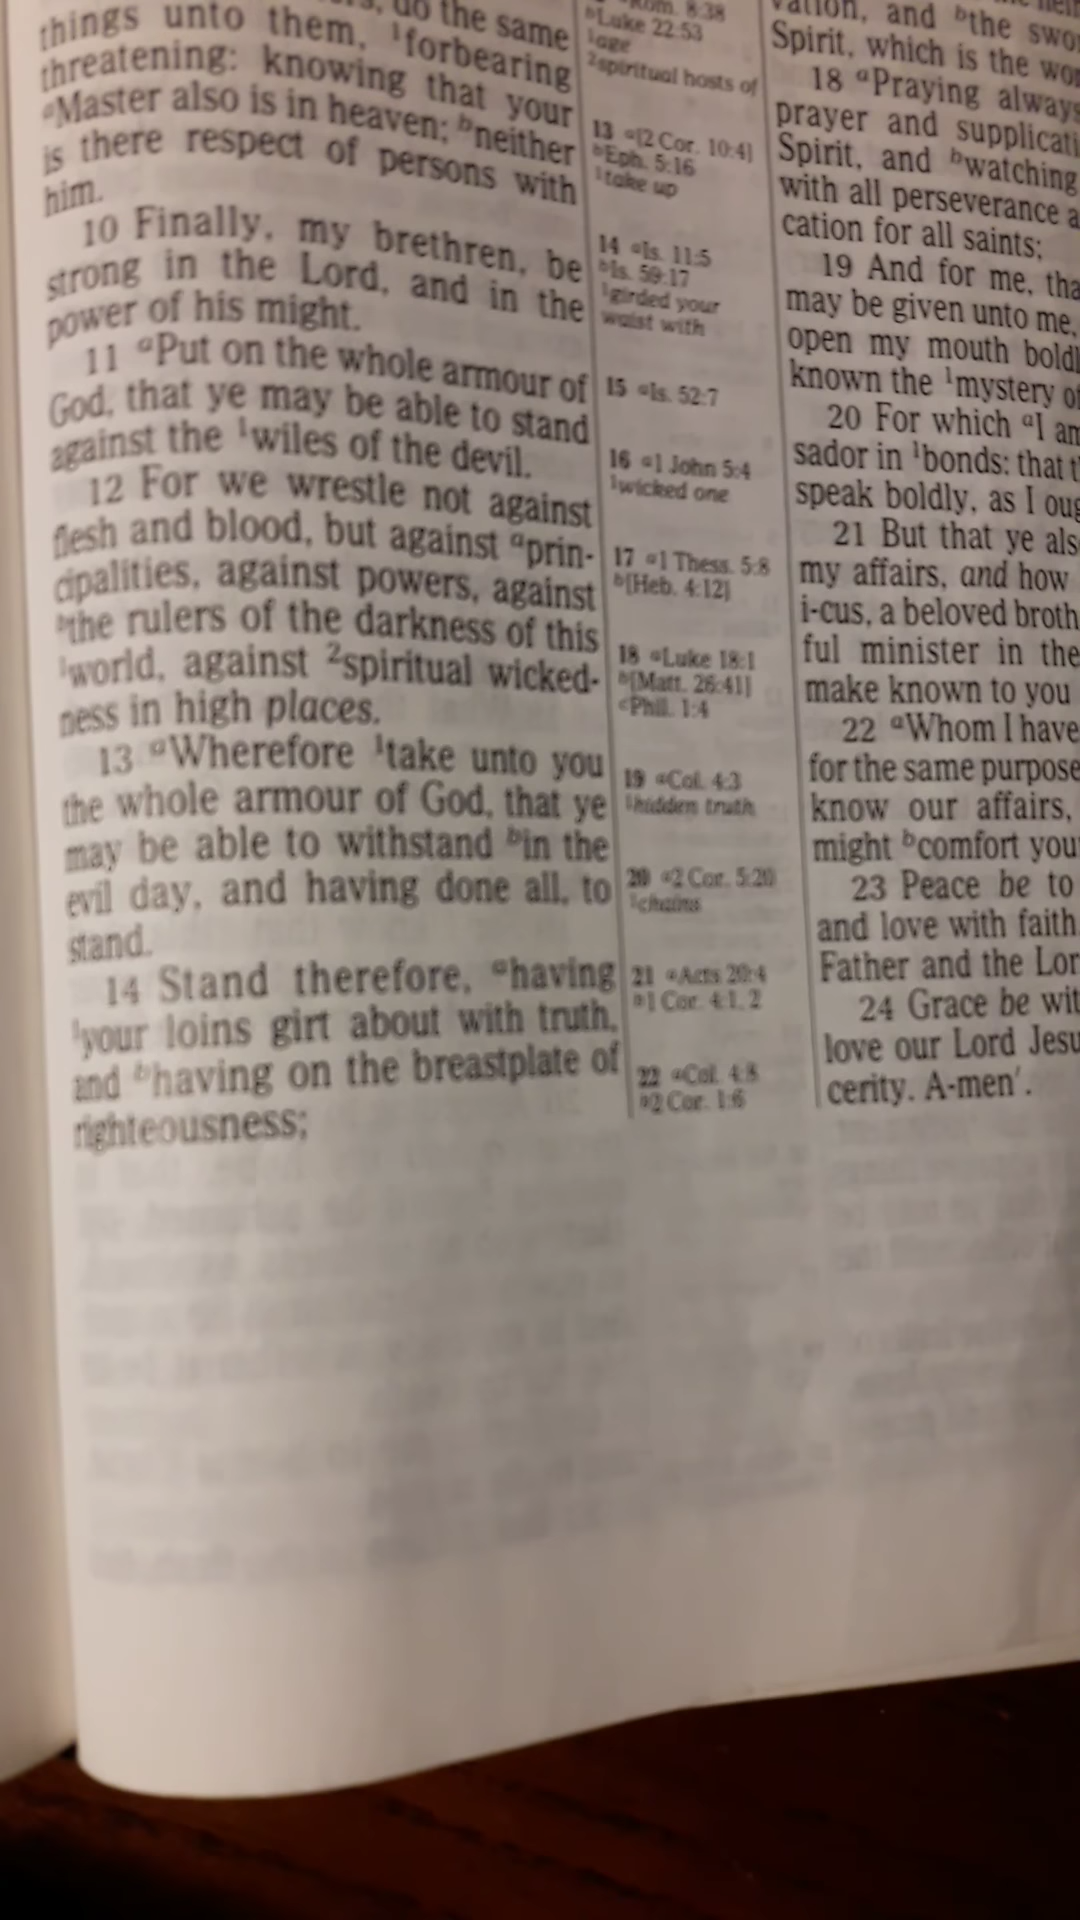 do the same
things unto them, ¹forbearing
threatening: knowing that your
ᵃMaster also is in heaven; ᵇneither
is there respect of persons with
him.
10 Finally, my brethren, be
strong in the Lord, and in the
power of his might.
11 ᵃPut on the whole armour of
God, that ye may be able to stand
against the ¹wiles of the devil.
12 For we wrestle not against
flesh and blood, but against ᵃprin-
cipalities, against powers, against
ᵇthe rulers of the darkness of this
¹world, against ²spiritual wicked-
ness in high places.
13 ᵃWherefore ¹take unto you
the whole armour of God, that ye
may be able to withstand ᵇin the
evil day, and having done all, to
stand.
14 Stand therefore, ᵃhaving
¹your loins girt about with truth,
and ᵇhaving on the breastplate of
righteousness;
Rom. 8:38
ᵇLuke 22:53
¹age
²spiritual hosts of
13 ᵃ[2 Cor. 10:4]
ᵇEph. 5:16
¹take up
14 ᵃIs. 11:5
ᵇIs. 59:17
¹girded your
waist with
15 ᵃIs. 52:7
16 ᵃ1 John 5:4
¹wicked one
17 ᵃ1 Thess. 5:8
ᵇ[Heb. 4:12]
18 ᵃLuke 18:1
ᵇ[Matt. 26:41]
ᶜPhil. 1:4
19 ᵃCol. 4:3
¹hidden truth
20 ᵃ2 Cor. 5:20
¹chains
21 ᵃActs 20:4
ᵇ1 Cor. 4:1, 2
22 ᵃCol. 4:8
ᵇ2 Cor. 1:6
vation, and ᵇthe swor
Spirit, which is the wor
18 ᵃPraying always
prayer and supplicati
Spirit, and ᵇwatching
with all perseverance a
cation for all saints;
19 And for me, tha
may be given unto me,
open my mouth boldl
known the ¹mystery of
20 For which ᵃI am
sador in ¹bonds: that t
speak boldly, as I oug
21 But that ye als
my affairs, and how
i-cus, a beloved broth
ful minister in the
make known to you
22 ᵃWhom I have
for the same purpose
know our affairs,
might ᵇcomfort you
23 Peace be to
and love with faith
Father and the Lor
24 Grace be wit
love our Lord Jesu
cerity. A-men′.